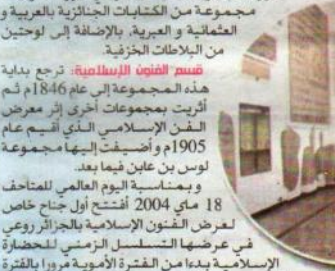 مجموعة من الكتابات الجنائزية بالعربية و
العثمانية و العبرية، بالإضافة إلى لوحتين
من البلاطات الخزفية.
قسم الفنون الإسلامية: ترجع بداية
هذه المجموعة إلى عام 1846م ثم
أثريت بمجموعات أخرى إثر معرض
الفن الإسلامي الذي أقيم عام
1905م وأضيفت إليها مجموعة
لوس بن عابن فيما بعد.
و بمناسبة اليوم العالمي للمتاحف
18 ماي 2004 أفتتح أول جناح خاص
لعرض الفنون الإسلامية بالجزائر روعي
في عرضها التسلسل الزمني للحضارة
الإسلامية بدءا من الفترة الأموية مرورا بالفترة